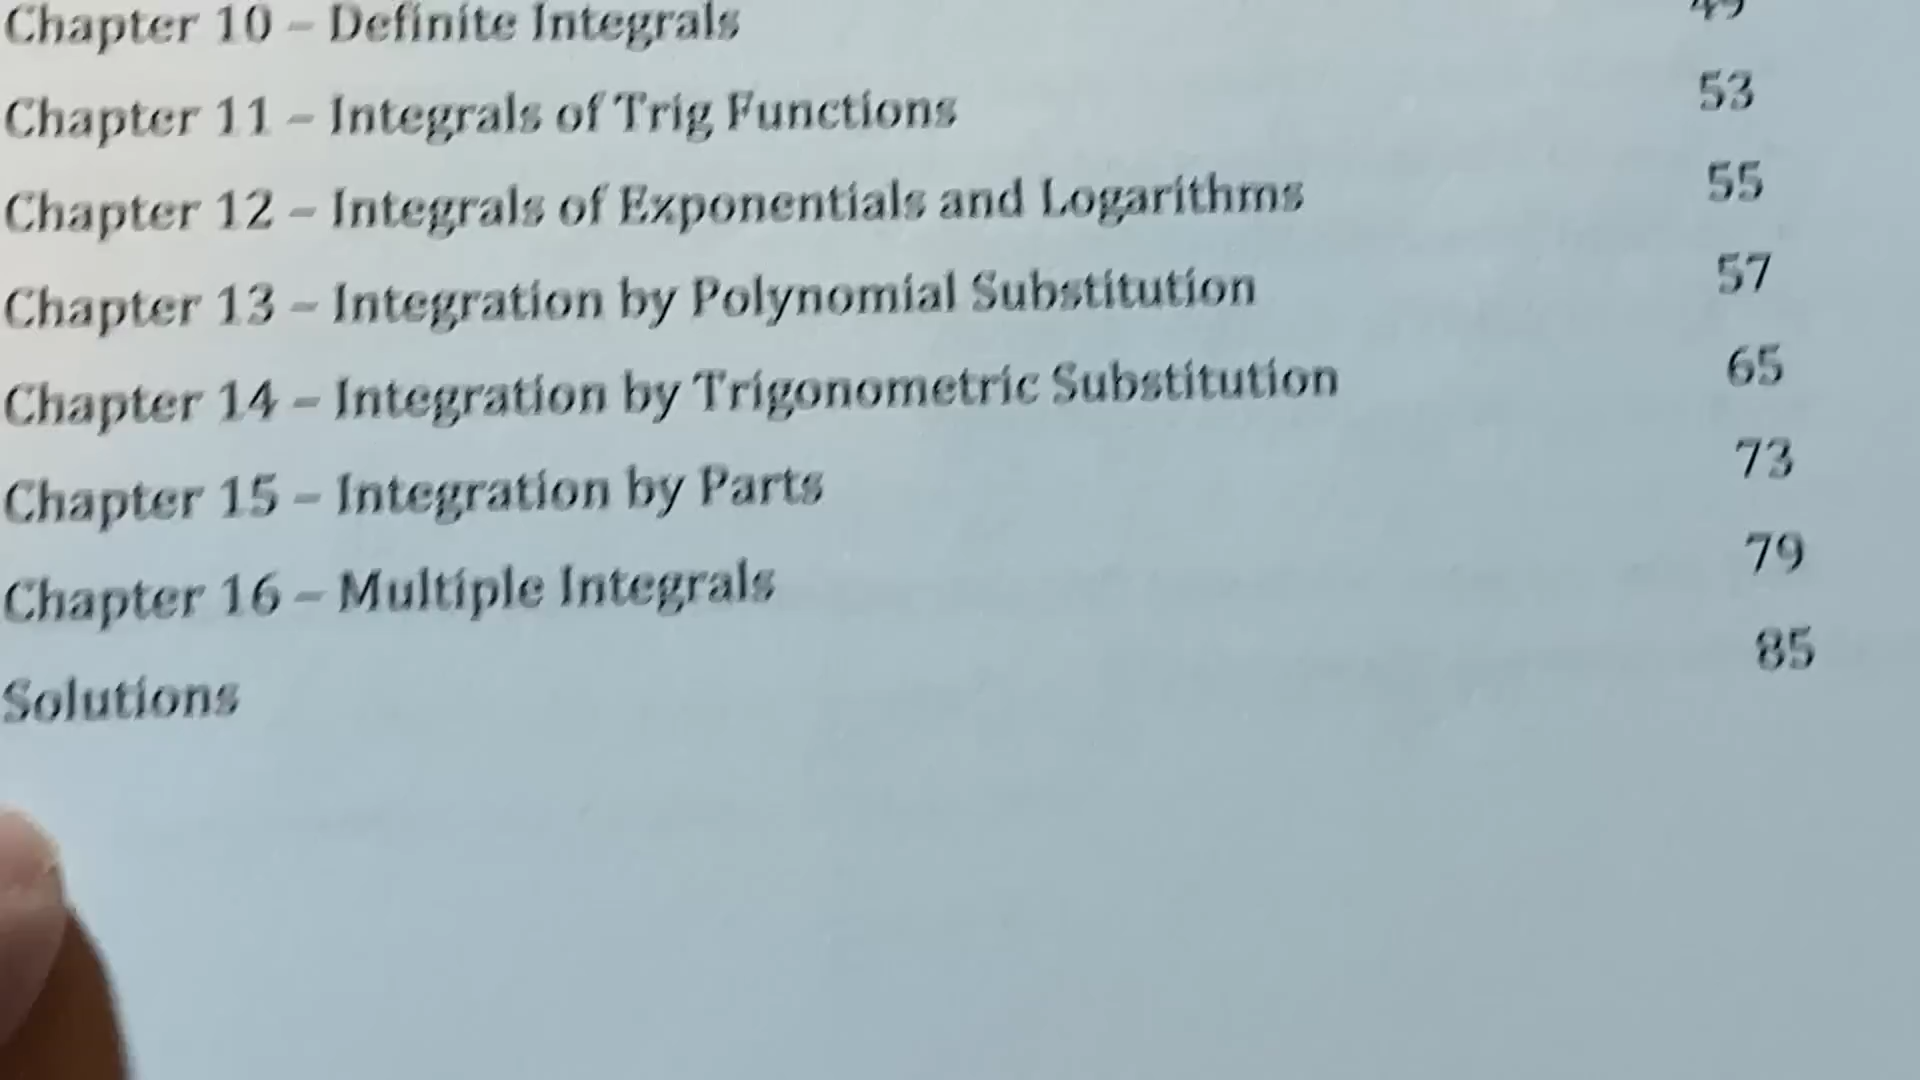 Chapter 10 – Definite Integrals 49
Chapter 11 – Integrals of Trig Functions 53
Chapter 12 – Integrals of Exponentials and Logarithms 55
Chapter 13 – Integration by Polynomial Substitution 57
Chapter 14 – Integration by Trigonometric Substitution 65
Chapter 15 – Integration by Parts 73
Chapter 16 – Multiple Integrals 79
Solutions 85